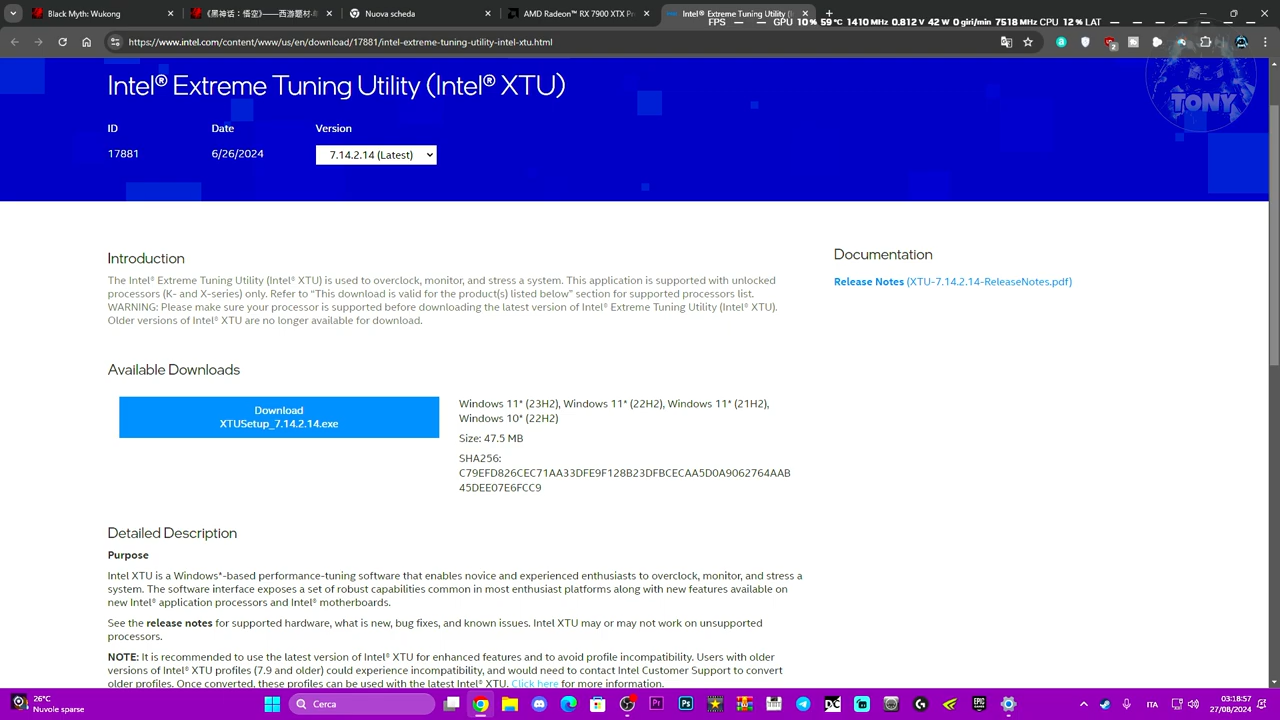 Black Myth: Wukong
Nuova scheda
AMD Radeon™ RX 7900 XTX
Intel® Extreme Tuning Utility
FPS — — GPU 10 % 59 °C 1410 MHz 0.812 V 42 W 0 giri/min 7518 MHz CPU 12 % LAT — — — —
https://www.intel.com/content/www/us/en/download/17881/intel-extreme-tuning-utility-intel-xtu.html
2
Intel® Extreme Tuning Utility (Intel® XTU)
TONY
ID Date Version
17881 6/26/2024 7.14.2.14 (Latest)
Introduction
The Intel® Extreme Tuning Utility (Intel® XTU) is used to overclock, monitor, and stress a system. This application is supported with unlocked
processors (K- and X-series) only. Refer to “This download is valid for the product(s) listed below” section for supported processors list.
WARNING: Please make sure your processor is supported before downloading the latest version of Intel® Extreme Tuning Utility (Intel® XTU).
Older versions of Intel® XTU are no longer available for download.
Documentation
Release Notes (XTU-7.14.2.14-ReleaseNotes.pdf)
Available Downloads
Download
XTUSetup_7.14.2.14.exe
Windows 11* (23H2), Windows 11* (22H2), Windows 11* (21H2),
Windows 10* (22H2)
Size: 47.5 MB
SHA256:
C79EFD826CEC71AA33DFE9F128B23DFBCECAA5D0A9062764AAB
45DEE07E6FCC9
Detailed Description
Purpose
Intel XTU is a Windows*-based performance-tuning software that enables novice and experienced enthusiasts to overclock, monitor, and stress a
system. The software interface exposes a set of robust capabilities common in most enthusiast platforms along with new features available on
new Intel® application processors and Intel® motherboards.
See the release notes for supported hardware, what is new, bug fixes, and known issues. Intel XTU may or may not work on unsupported
processors.
NOTE: It is recommended to use the latest version of Intel® XTU for enhanced features and to avoid profile incompatibility. Users with older
versions of Intel® XTU profiles (7.9 and older) could experience incompatibility, and would need to contact Intel Customer Support to convert
older profiles. Once converted, these profiles can be used with the latest Intel® XTU. Click here for more information.
26°C
Nuvole sparse
Cerca
Pr
Ps
DC
EPIC
ITA
03:18:57
27/08/2024